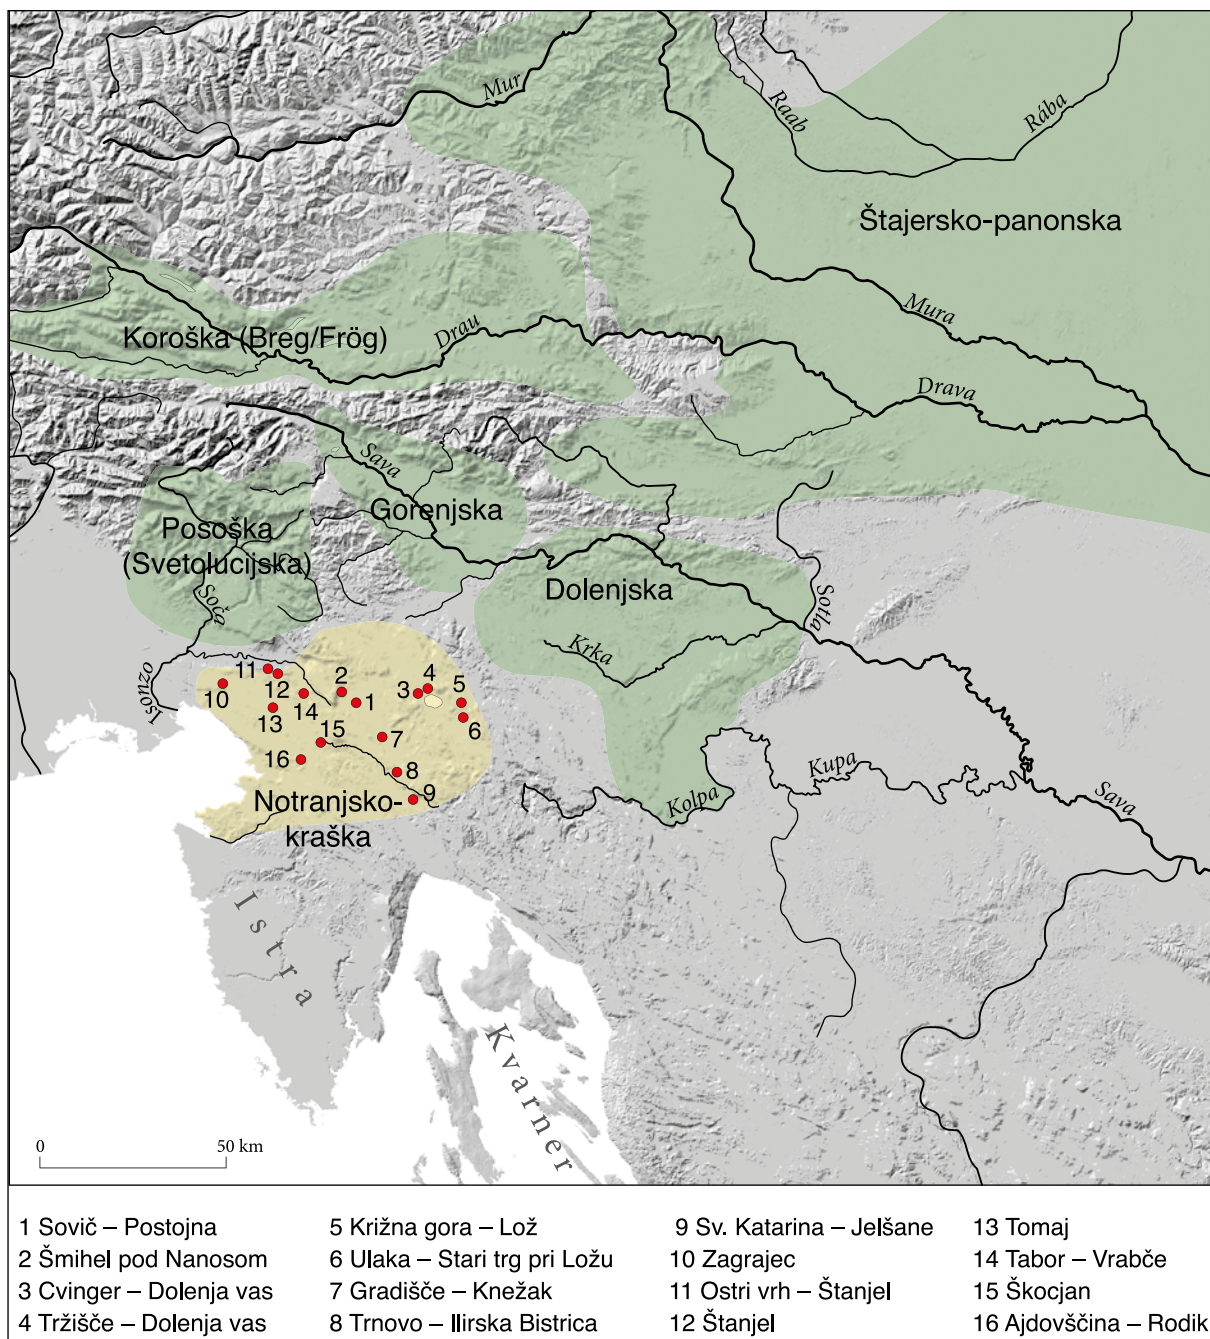 Mur
Raab
Rába
Štajersko-panonska
Mura
Koroška (Breg/Frög)
Drau
Drava
Sava
Gorenjska
Posoška
(Svetolucijska)
Soča
Dolenjska
Sotla
Krka
Isonzo
11
12
10
13
14
2
1
3
4
5
6
15
7
16
8
9
Notranjsko-
kraška
Kolpa
Kupa
Sava
Istra
Kvarner
0 50 km
1 Sovič – Postojna
2 Šmihel pod Nanosom
3 Cvinger – Dolenja vas
4 Tržišče – Dolenja vas
5 Križna gora – Lož
6 Ulaka – Stari trg pri Ložu
7 Gradišče – Knežak
8 Trnovo – Ilirska Bistrica
9 Sv. Katarina – Jelšane
10 Zagrajec
11 Ostri vrh – Štanjel
12 Štanjel
13 Tomaj
14 Tabor – Vrabče
15 Škocjan
16 Ajdovščina – Rodik